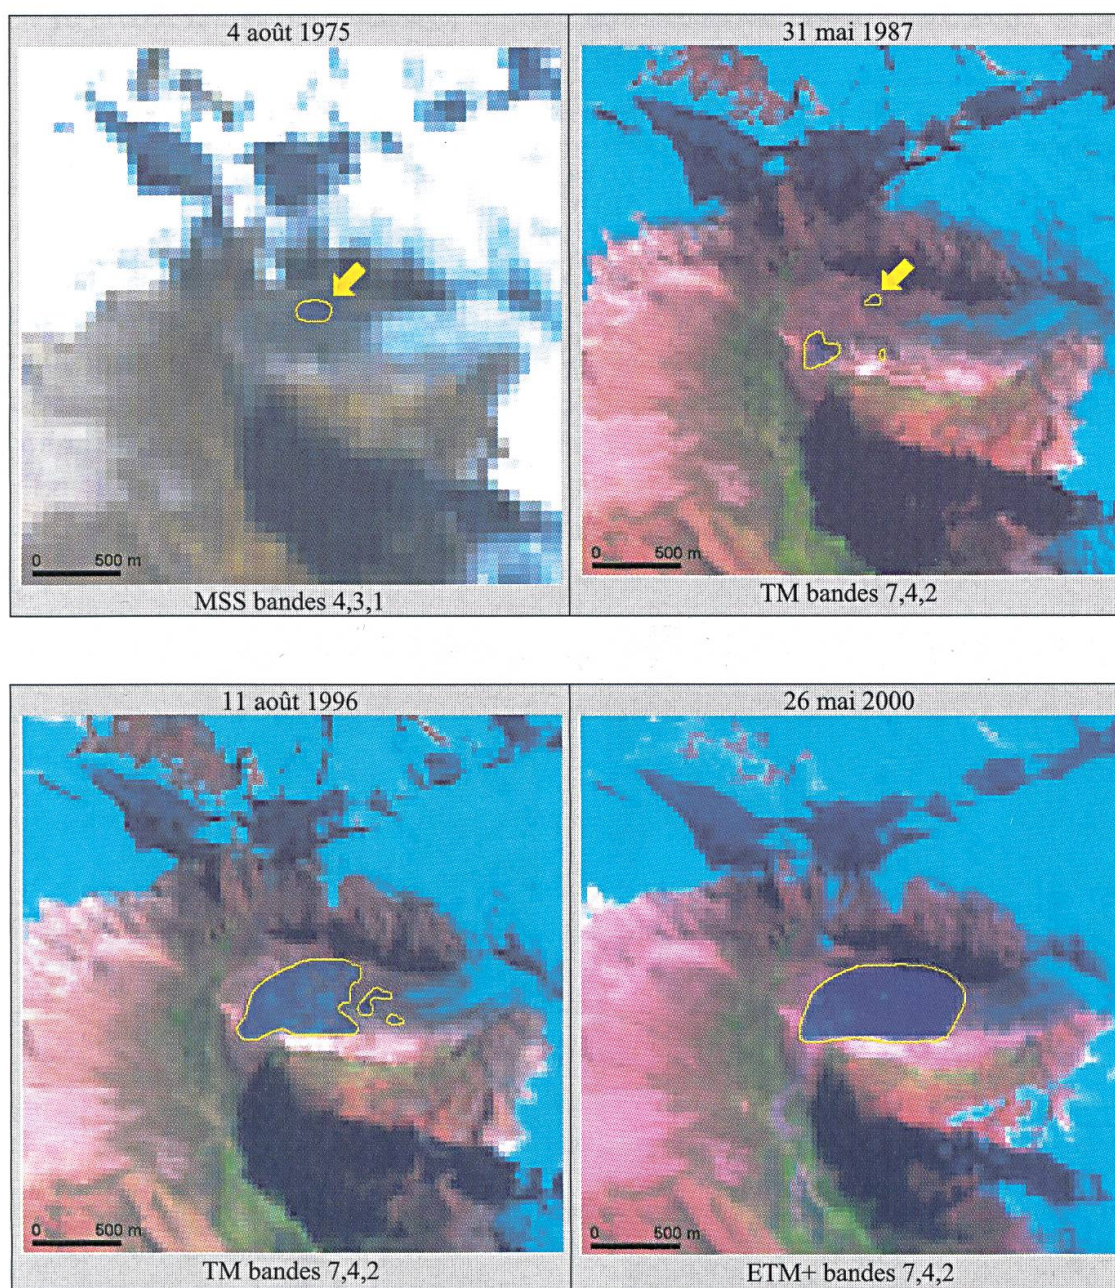 4 août 1975
31 mai 1987
0 500 m
0 500 m
MSS bandes 4,3,1
TM bandes 7,4,2
11 août 1996
26 mai 2000
0 500 m
0 500 m
TM bandes 7,4,2
ETM+ bandes 7,4,2